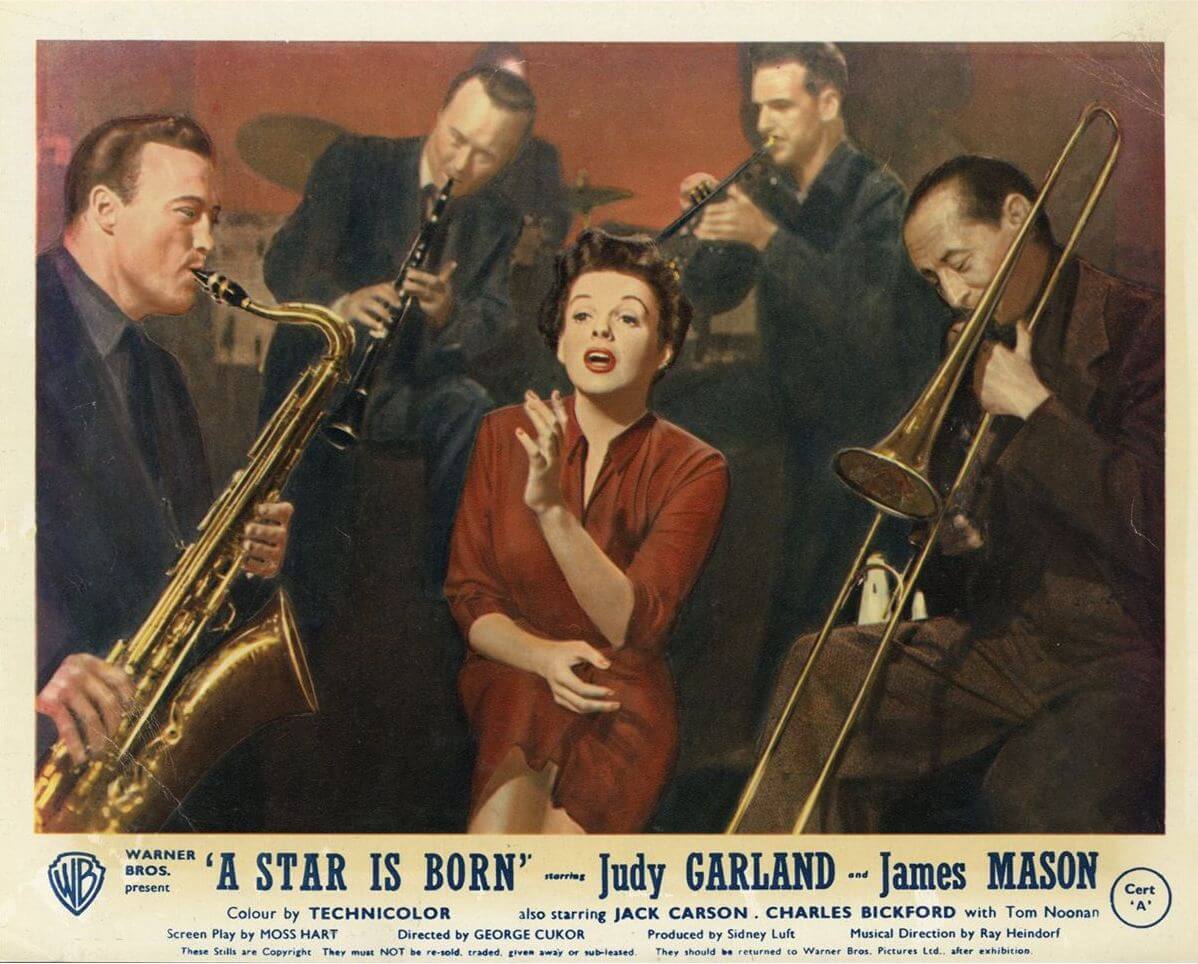 WB
WARNER BROS. present 'A STAR IS BORN' starring Judy GARLAND and James MASON
Colour by TECHNICOLOR also starring JACK CARSON . CHARLES BICKFORD with Tom Noonan
Cert 'A'
Screen Play by MOSS HART Directed by GEORGE CUKOR Produced by Sidney Luft Musical Direction by Ray Heindorf
These Stills are Copyright They must NOT be re-sold, traded, given away or sub-leased. They should be returned to Warner Bros. Pictures Ltd., after exhibition.